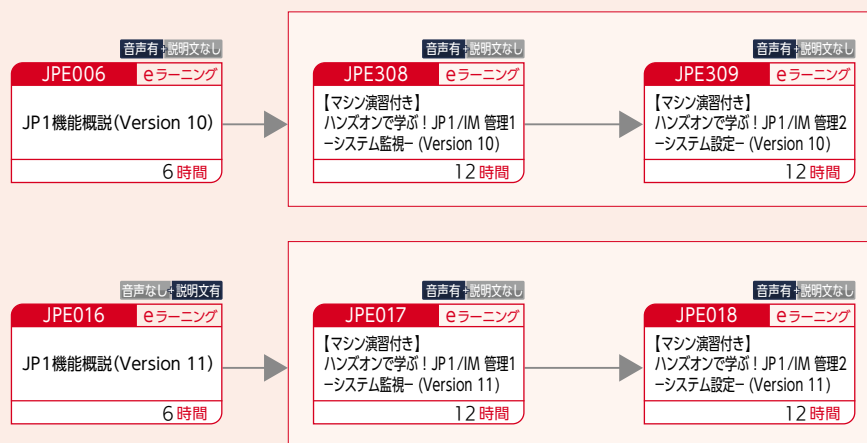 音声有+説明文なし
JPE006 eラーニング
JP1機能概説(Version 10)
6時間
音声有+説明文なし
JPE308 eラーニング
【マシン演習付き】
ハンズオンで学ぶ！JP1/IM 管理1
−システム監視− (Version 10)
12時間
音声有+説明文なし
JPE309 eラーニング
【マシン演習付き】
ハンズオンで学ぶ！JP1/IM 管理2
−システム設定− (Version 10)
12時間
音声なし+説明文有
JPE016 eラーニング
JP1機能概説(Version 11)
6時間
音声有+説明文なし
JPE017 eラーニング
【マシン演習付き】
ハンズオンで学ぶ！JP1/IM 管理1
−システム監視− (Version 11)
12時間
音声有+説明文なし
JPE018 eラーニング
【マシン演習付き】
ハンズオンで学ぶ！JP1/IM 管理2
−システム設定− (Version 11)
12時間